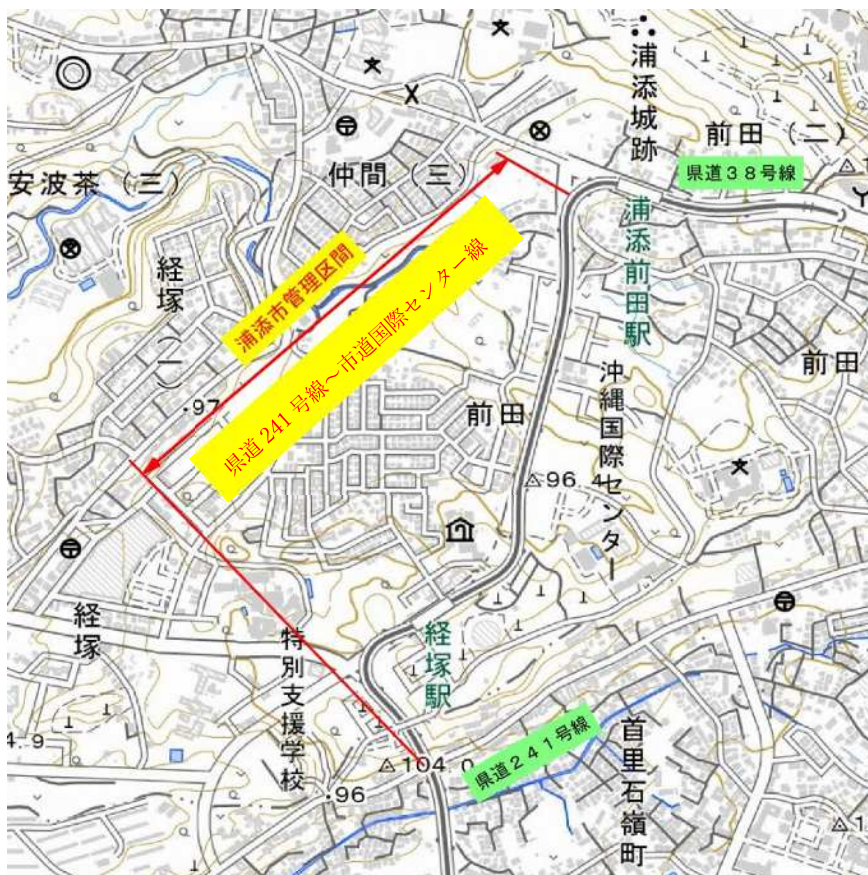 浦添城跡
前田（二）
県道３８号線
安波茶（三）
仲間（三）
浦添前田駅
経塚（一）
浦添市管理区間
県道241号線～市道国際センター線
前田
・97
前田
沖縄国際センター
96.4
経塚
特別支援学校
経塚駅
県道２４１号線
首里石嶺町
4.9
104.0
・96